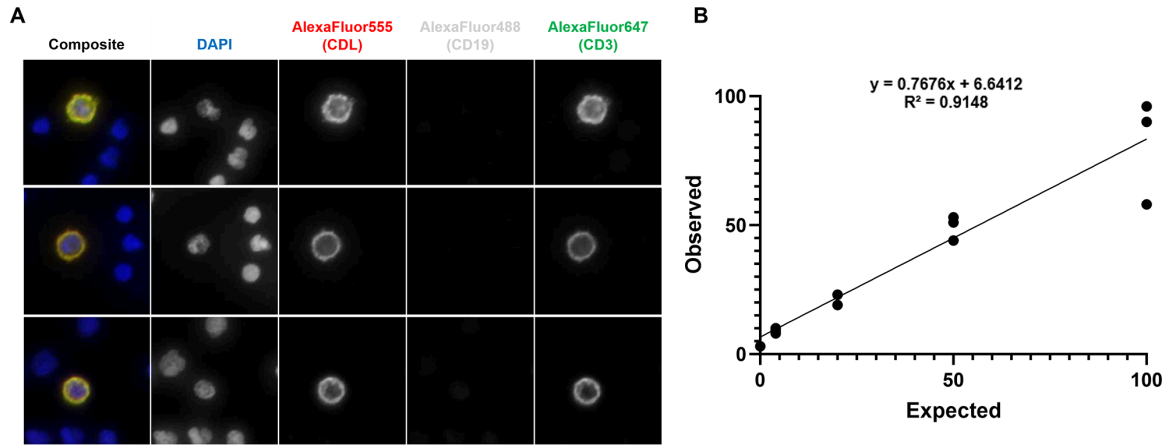 A
Composite
DAPI
AlexaFluor555
(CDL)
AlexaFluor488
(CD19)
AlexaFluor647
(CD3)
B
y = 0.7676x + 6.6412
R² = 0.9148
100
50
0
Observed
0
50
100
Expected